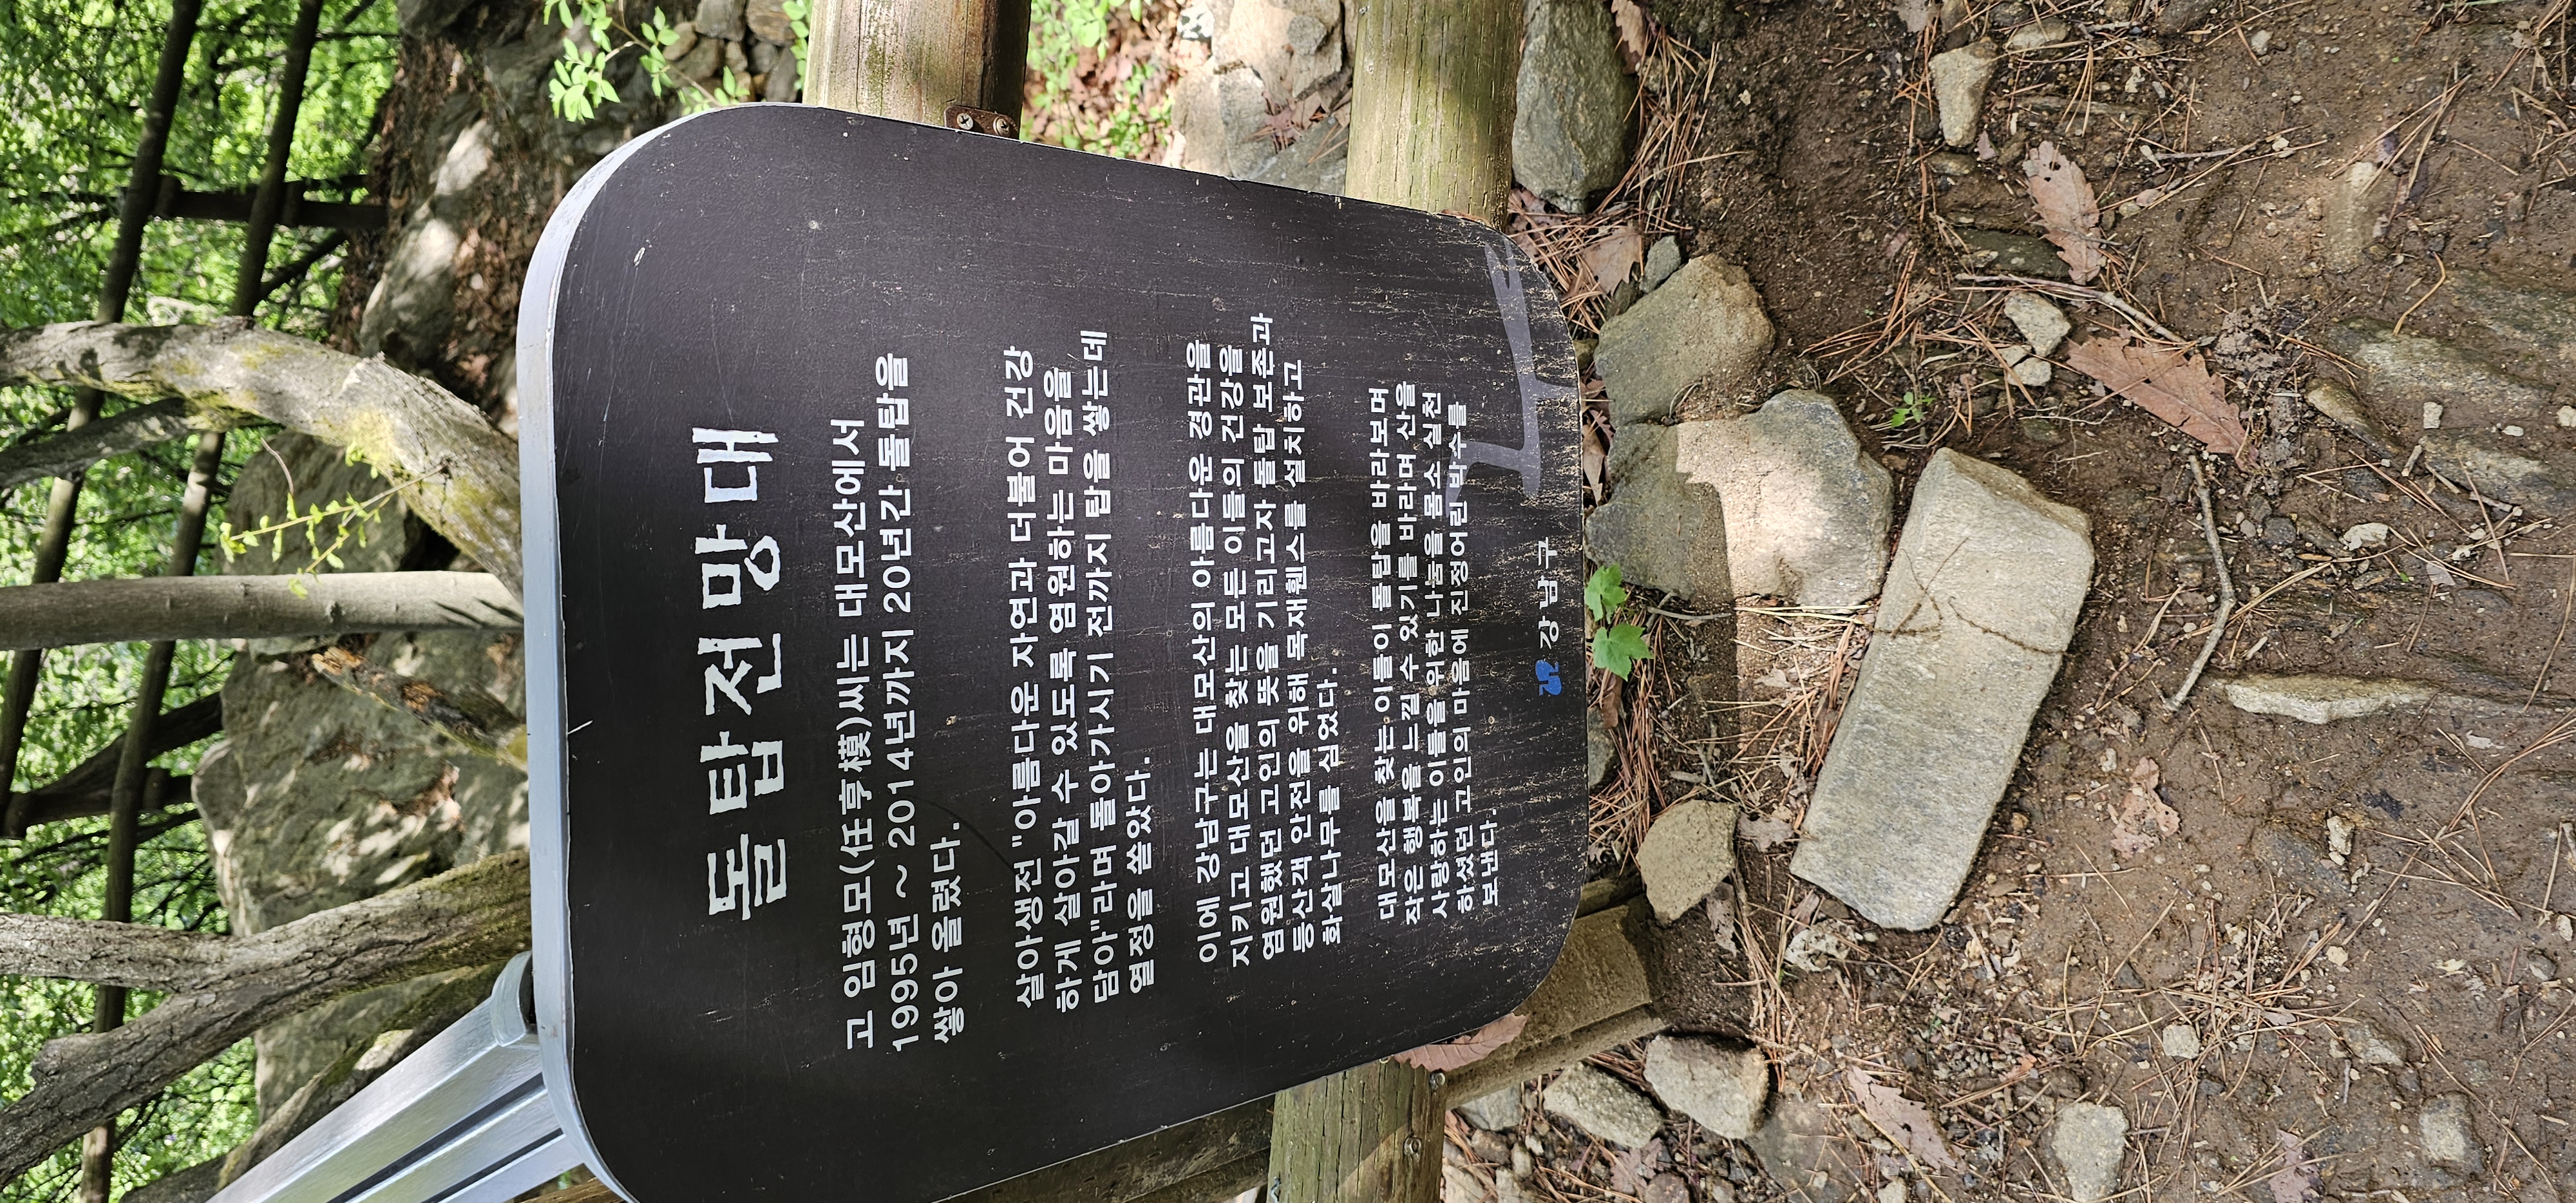 돌탑전망대
고 임형모(任亨模)씨는 대모산에서
1995년 ~ 2014년까지 20년간 돌탑을
쌓아 올렸다.
살아생전 "아름다운 자연과 더불어 건강
하게 살아갈 수 있도록 염원하는 마음을
담아"라며 돌아가시기 전까지 탑을 쌓는데
열정을 쏟았다.
이에 강남구는 대모산의 아름다운 경관을
지키고 대모산을 찾는 모든 이들의 건강을
염원했던 고인의 뜻을 기리고자 돌탑 보존과
등산객 안전을 위해 목재휀스를 설치하고
화살나무를 심었다.
대모산을 찾는 이들이 돌탑을 바라보며
작은 행복을 느낄 수 있기를 바라며 산을
사랑하는 이들을 위한 나눔을 몸소 실천
하셨던 고인의 마음에 진정어린 박수를
보낸다.
강남구